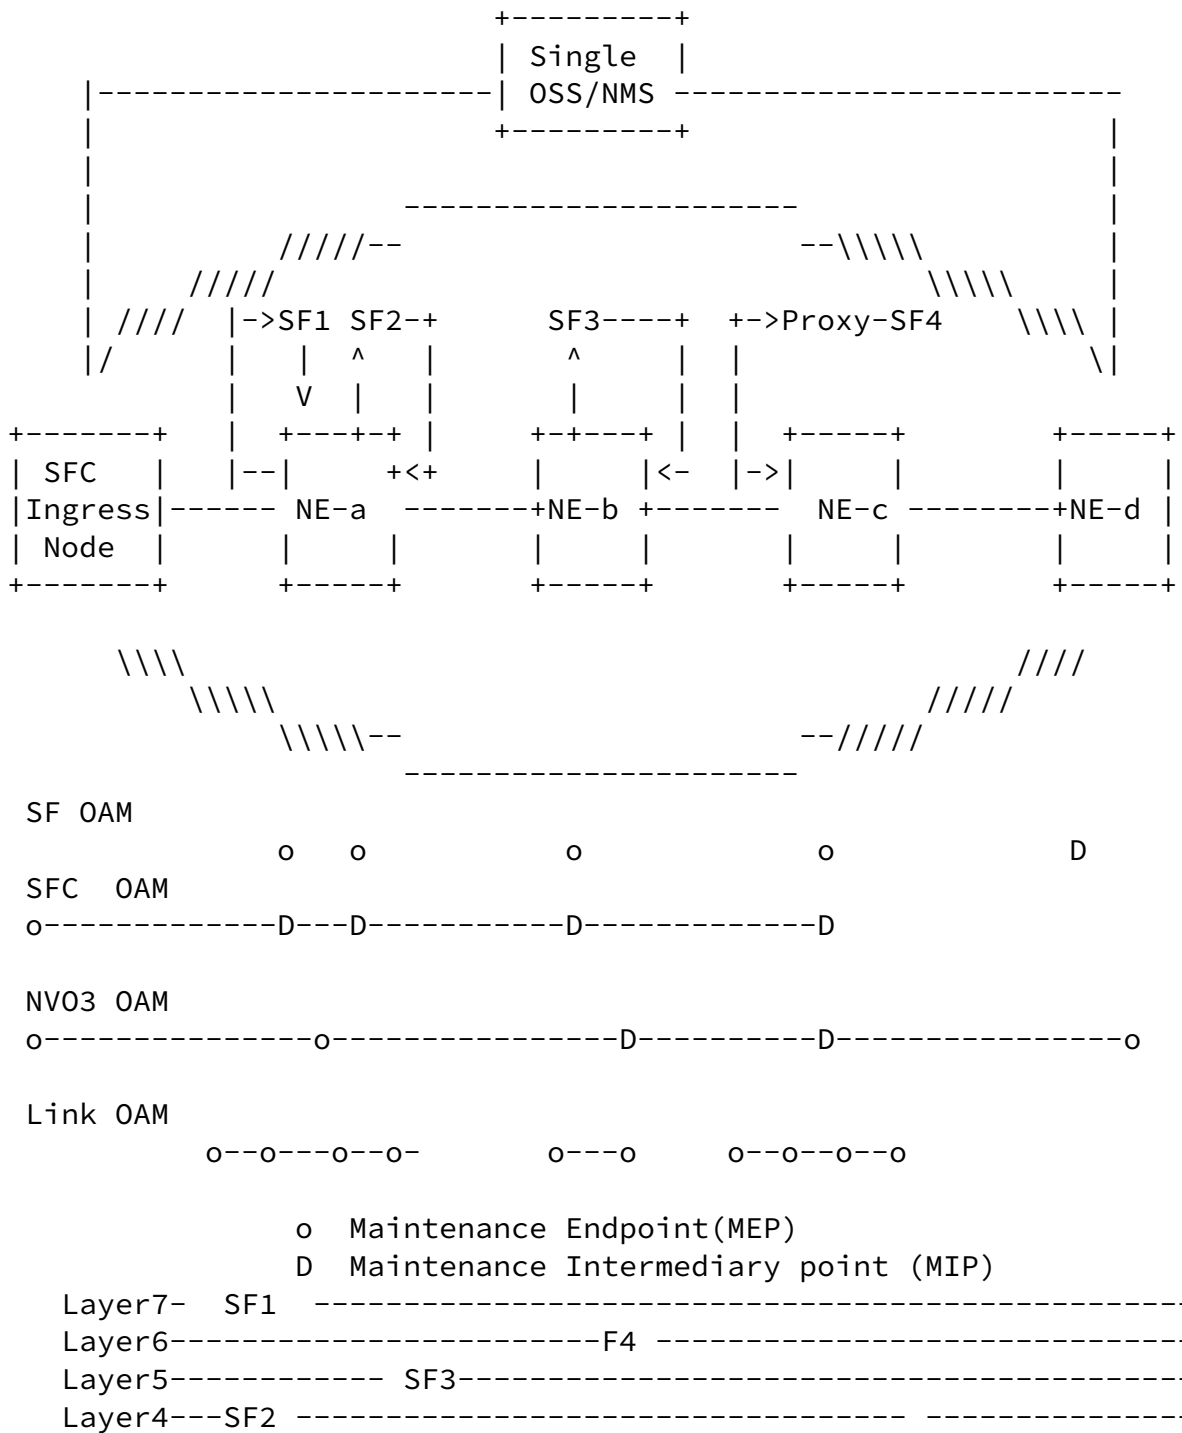 +---------+
| Single |
|----------------------| OSS/NMS -------------------------
| +---------+ |
| |
| ---------------------- |
| /////-- --\\\\\ |
| ///// \\\\\ |
| //// |->SF1 SF2-+ SF3----+ +->Proxy-SF4 \\\\ |
|/ | | ^ | ^ | | \|
| V | | | | |
+-------+ | +---+-+ | +-+---+ | | +-----+ +-----+
| SFC | |--| +<+ | |<- |->| | | |
|Ingress|------ NE-a -------+NE-b +------- NE-c --------+NE-d |
| Node | | | | | | | | |
+-------+ +-----+ +-----+ +-----+ +-----+
\\\\ ////
\\\\\ /////
\\\\\-- --/////
----------------------
SF OAM
o o o o D
SFC OAM
o-------------D---D-----------D-------------D
NVO3 OAM
o---------------o----------------D----------D----------------o
Link OAM
o--o---o--o- o---o o--o--o--o
o Maintenance Endpoint(MEP)
D Maintenance Intermediary point (MIP)
Layer7- SF1 -------------------------------------------------
Layer6------------------------F4 ------------------------------
Layer5------------- SF3-----------------------------------------
Layer4---SF2 ---------------------------------- ---------------